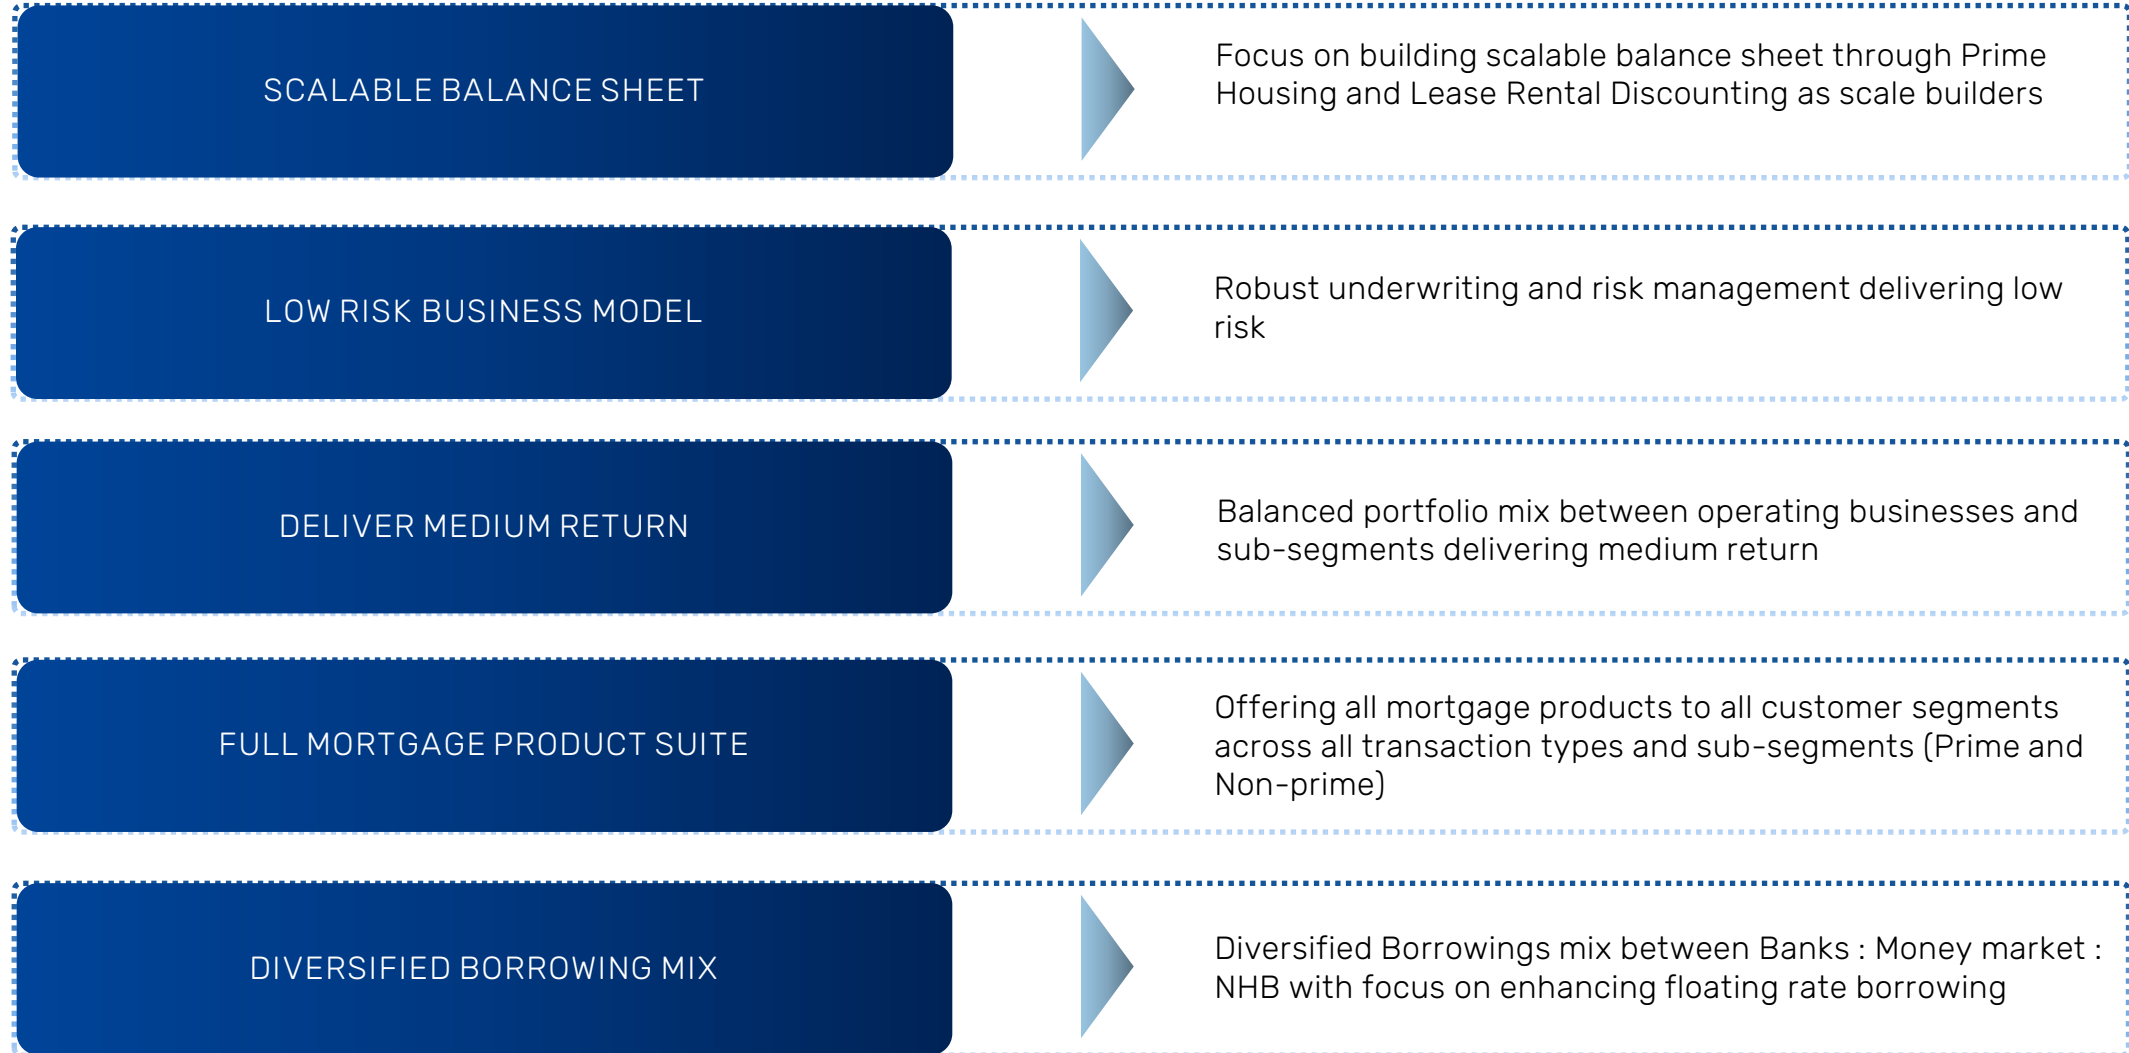 SCALABLE BALANCE SHEET
Focus on building scalable balance sheet through Prime
Housing and Lease Rental Discounting as scale builders
LOW RISK BUSINESS MODEL
Robust underwriting and risk management delivering low
risk
DELIVER MEDIUM RETURN
Balanced portfolio mix between operating businesses and
sub-segments delivering medium return
FULL MORTGAGE PRODUCT SUITE
Offering all mortgage products to all customer segments
across all transaction types and sub-segments (Prime and
Non-prime)
DIVERSIFIED BORROWING MIX
Diversified Borrowings mix between Banks : Money market :
NHB with focus on enhancing floating rate borrowing